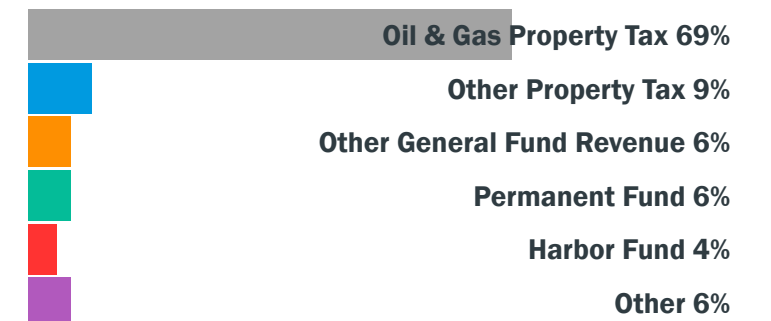 Oil & Gas Property Tax 69%
Other Property Tax 9%
Other General Fund Revenue 6%
Permanent Fund 6%
Harbor Fund 4%
Other 6%